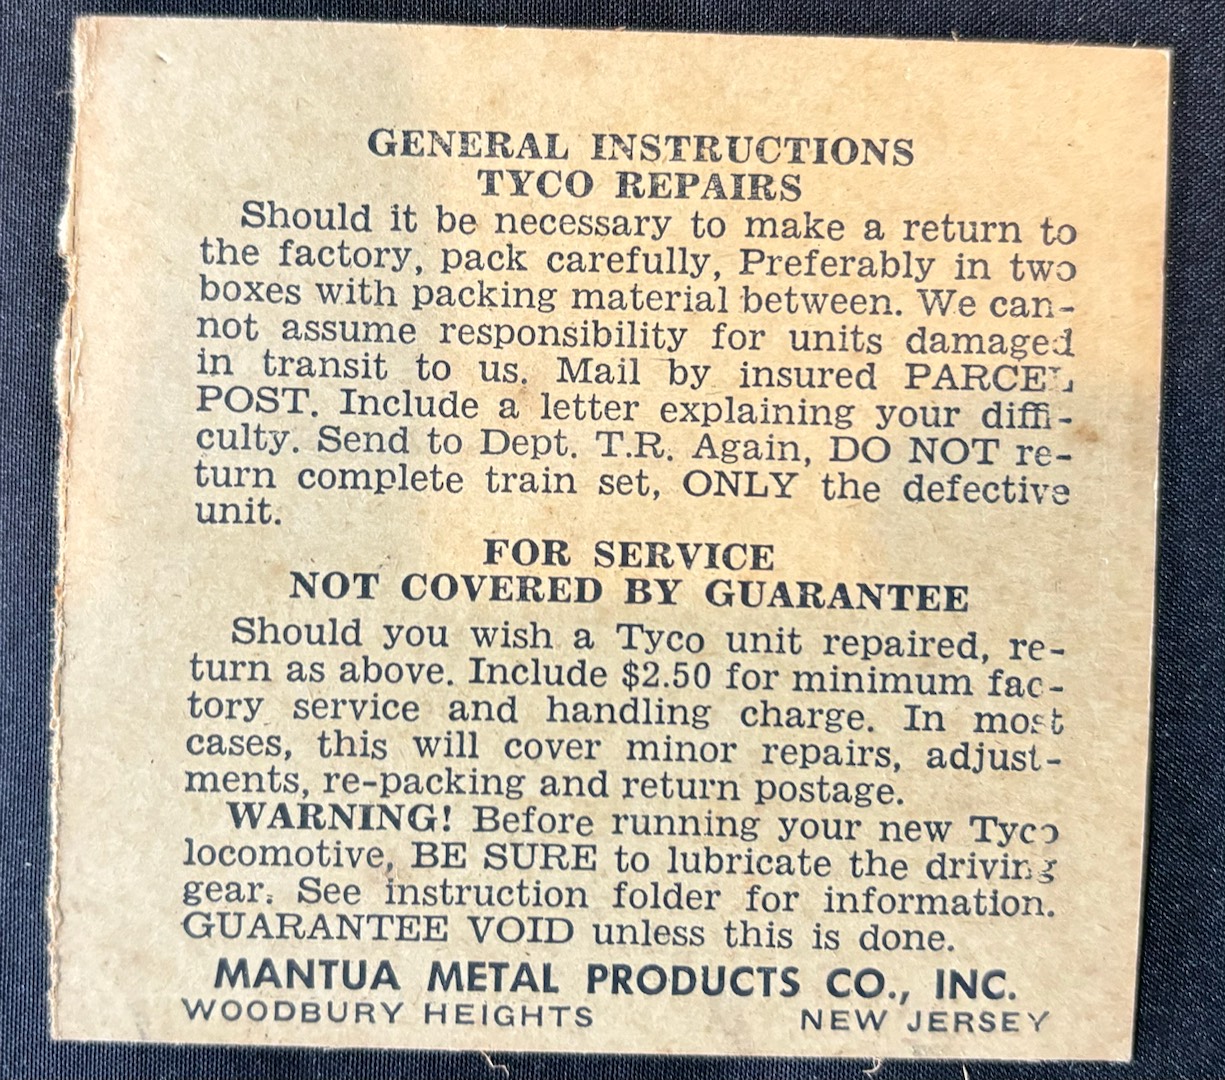 GENERAL INSTRUCTIONS
TYCO REPAIRS
Should it be necessary to make a return to
the factory, pack carefully, Preferably in two
boxes with packing material between. We can-
not assume responsibility for units damaged
in transit to us. Mail by insured PARCEL
POST. Include a letter explaining your diffi-
culty. Send to Dept. T.R. Again, DO NOT re-
turn complete train set, ONLY the defective
unit.
FOR SERVICE
NOT COVERED BY GUARANTEE
Should you wish a Tyco unit repaired, re-
turn as above. Include $2.50 for minimum fac-
tory service and handling charge. In most
cases, this will cover minor repairs, adjust-
ments, re-packing and return postage.
WARNING! Before running your new Tyco
locomotive, BE SURE to lubricate the driving
gear. See instruction folder for information.
GUARANTEE VOID unless this is done.
MANTUA METAL PRODUCTS CO., INC.
WOODBURY HEIGHTS NEW JERSEY